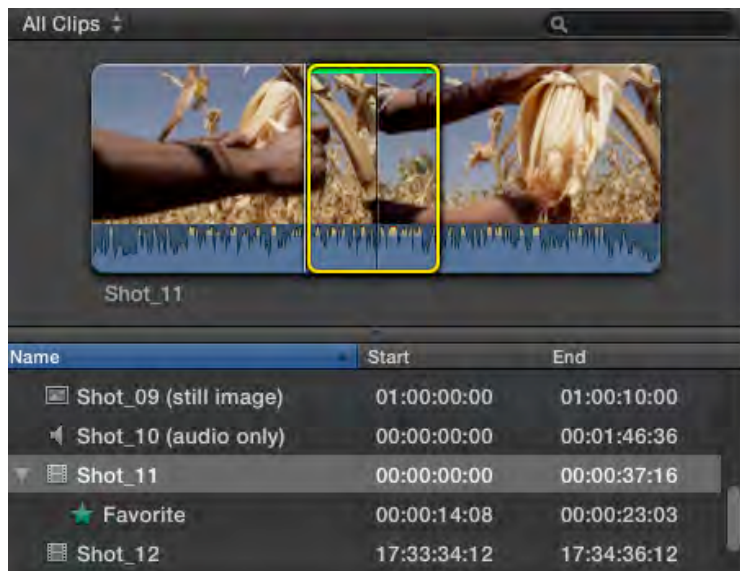 All Clips
Shot_11
Name Start End
Shot_09 (still image) 01:00:00:00 01:00:10:00
Shot_10 (audio only) 00:00:00:00 00:01:46:36
Shot_11 00:00:00:00 00:00:37:16
Favorite 00:00:14:08 00:00:23:03
Shot_12 17:33:34:12 17:34:36:12